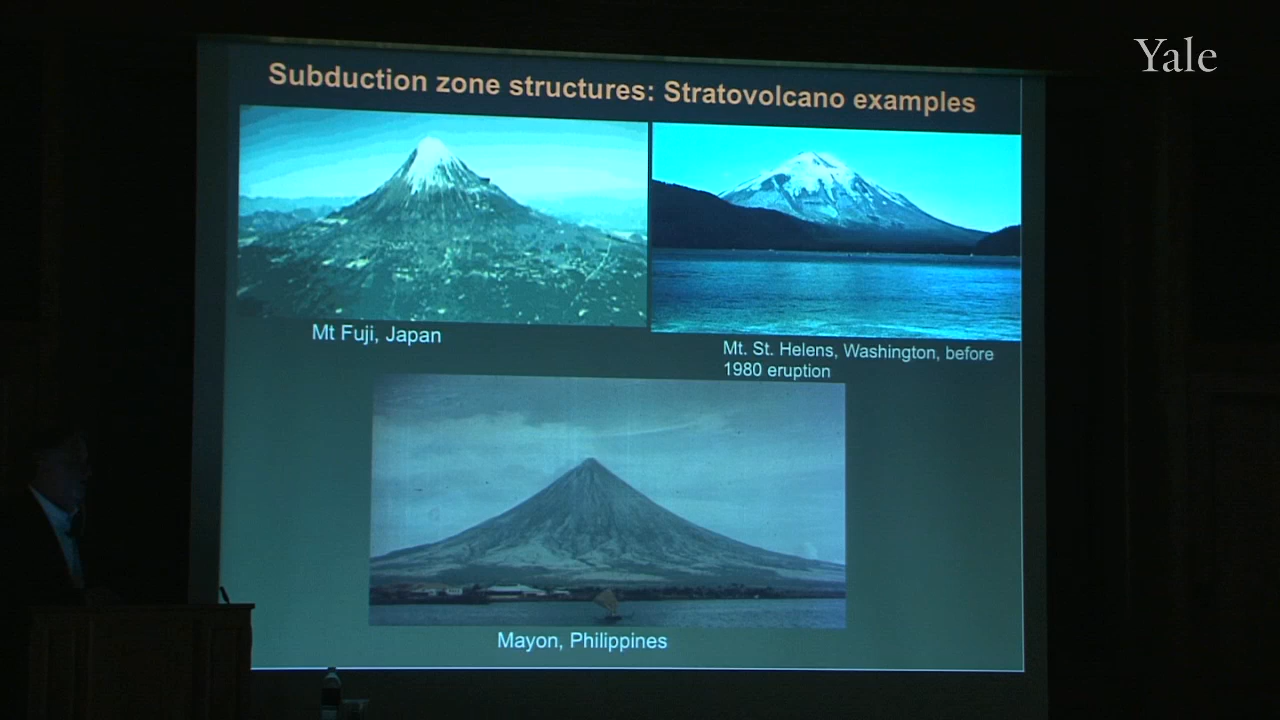 Yale
Subduction zone structures: Stratovolcano examples
Mt Fuji, Japan
Mt. St. Helens, Washington, before
1980 eruption
Mayon, Philippines